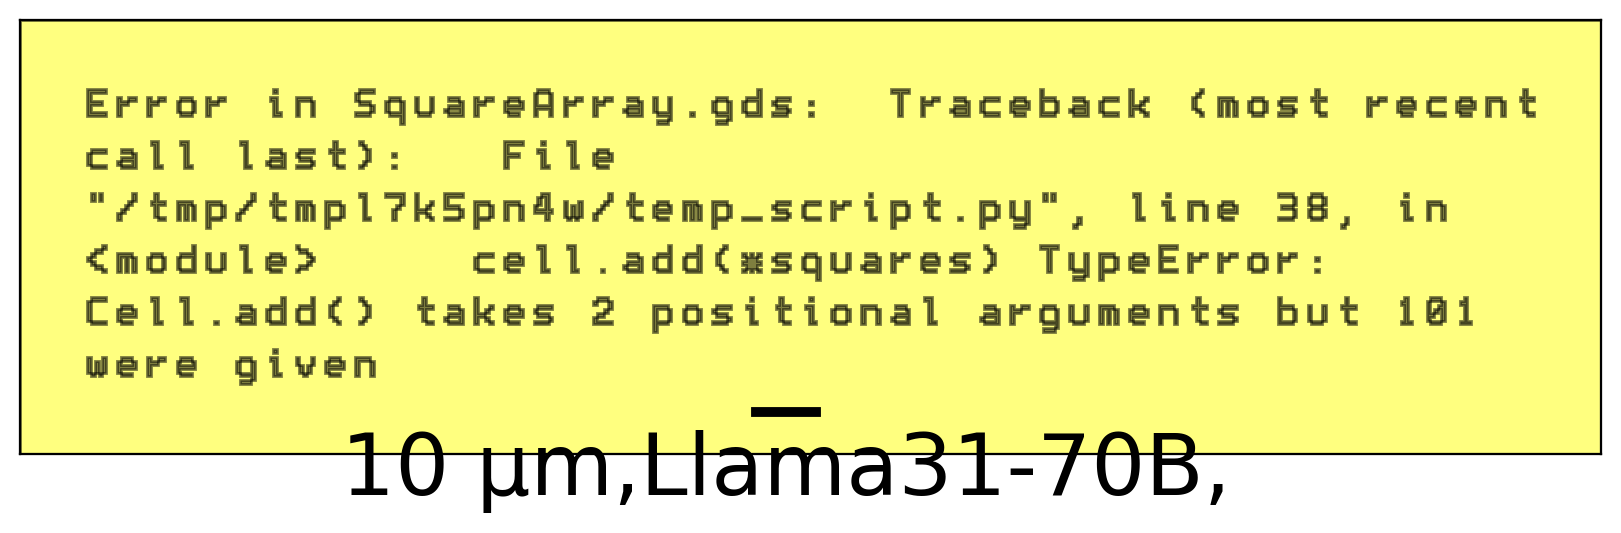 Error in SquareArray.gds:  Traceback (most recent
call last):   File
"/tmp/tmpl7k5pn4w/temp_script.py", line 38, in
<module>     cell.add(*squares) TypeError:
Cell.add() takes 2 positional arguments but 101
were given
10 μm,Llama31-70B,